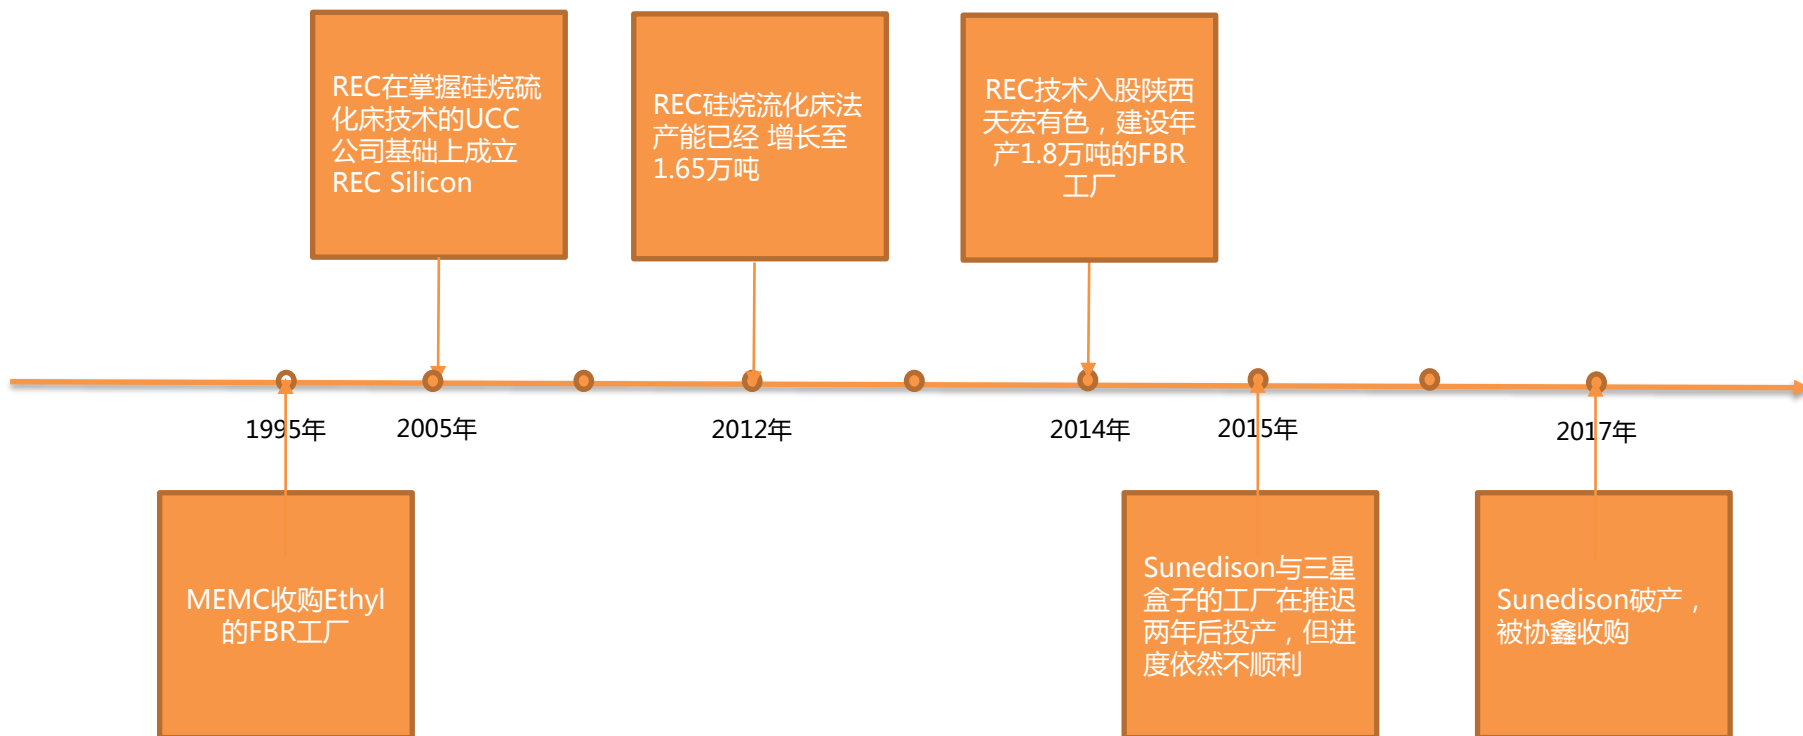 REC在掌握硅烷硫
化床技术的UCC
公司基础上成立
REC Silicon
REC硅烷流化床法
产能已经 增长至
1.65万吨
REC技术入股陕西
天宏有色，建设年
产1.8万吨的FBR
工厂
1995年
2005年
2012年
2014年
2015年
2017年
MEMC收购Ethyl
的FBR工厂
Sunedison与三星
盒子的工厂在推迟
两年后投产，但进
度依然不顺利
Sunedison破产，
被协鑫收购